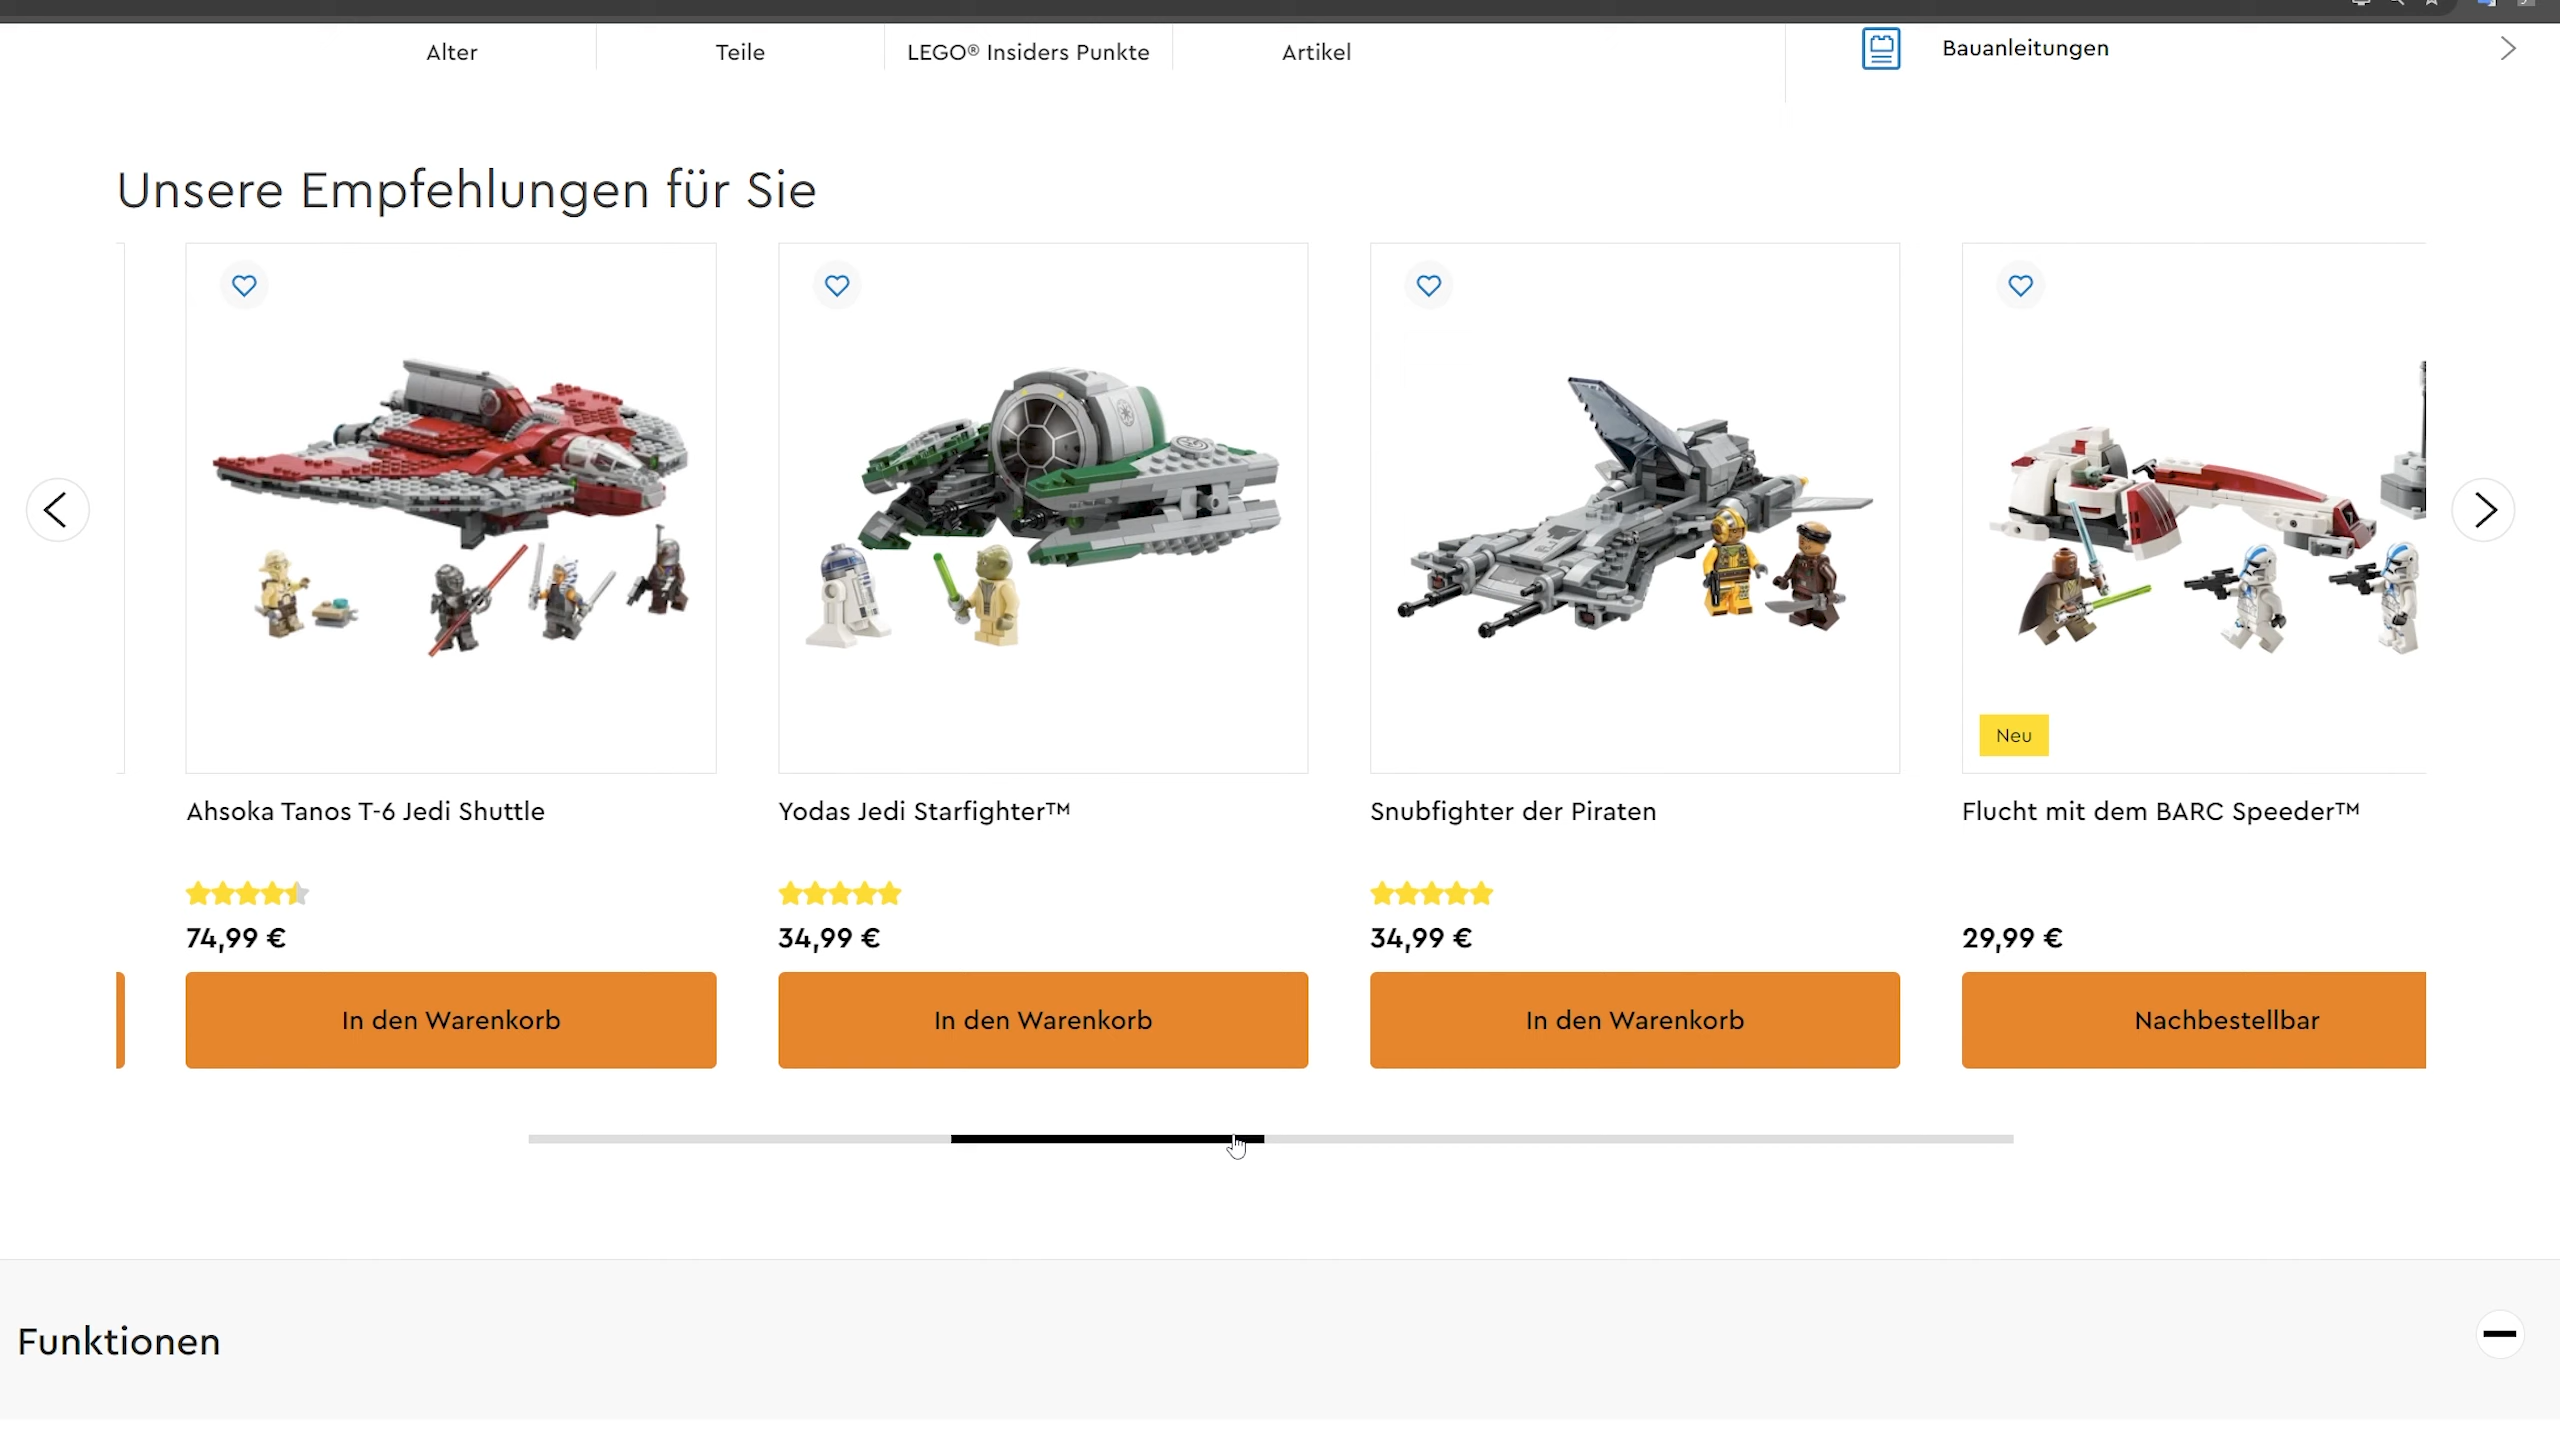 Alter
Teile
LEGO® Insiders Punkte
Artikel
Bauanleitungen
Unsere Empfehlungen für Sie
Neu
Ahsoka Tanos T-6 Jedi Shuttle
Yodas Jedi Starfighter™
Snubfighter der Piraten
Flucht mit dem BARC Speeder™
74,99 €
34,99 €
34,99 €
29,99 €
In den Warenkorb
In den Warenkorb
In den Warenkorb
Nachbestellbar
Funktionen